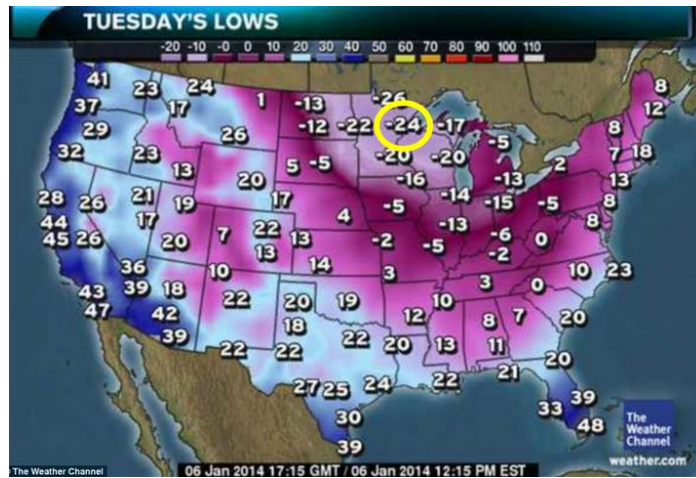 TUESDAY'S LOWS
-20 -10 -0 0 10 20 30 40 50 60 70 80 90 100 110
41 23 24 1 -13 -26 8
37 17 -12 -22 -24 -17 12
29 26 -5 8
32 23 13 5 -5 -20 -20 2 7 18
20 -16 -13 13
28 26 21 19 17 -5 -14 -15 -5 8
44 17 4 -13 8
45 26 20 7 22 13 -2 -5 -6 0
36 10 13 14 3 -2 10 23
43 39 18 22 20 19 10 3 0
47 42 18 12 8 7 20
39 22 22 22 20 13 11
20
27 25 24 22 21 39
30 33 48
39
The
Weather
Channel
weather.com
The Weather Channel
06 Jan 2014 17:15 GMT / 06 Jan 2014 12:15 PM EST